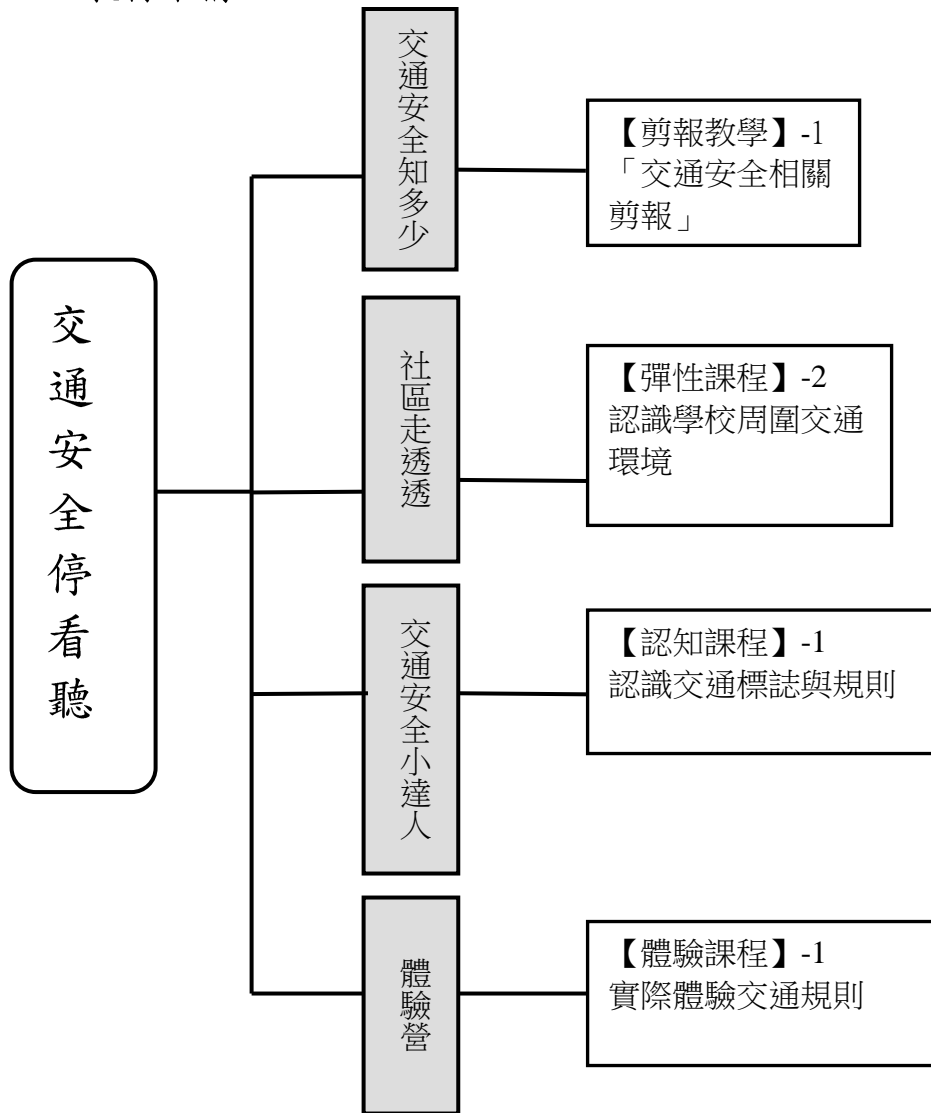 交通安全停看聽
交通安全知多少
【剪報教學】-1
「交通安全相關
剪報」
社區走透透
【彈性課程】-2
認識學校周圍交通
環境
交通安全小達人
【認知課程】-1
認識交通標誌與規則
體驗營
【體驗課程】-1
實際體驗交通規則